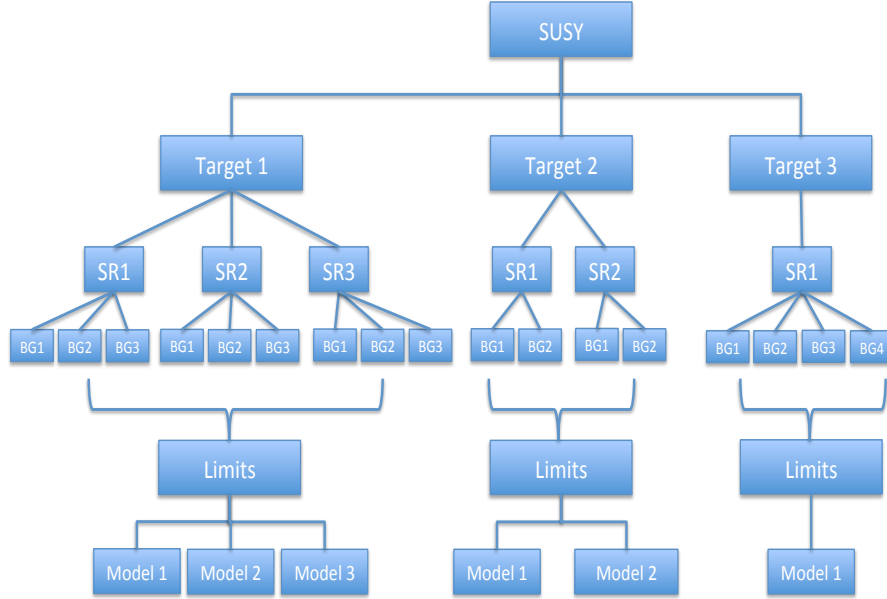 SUSY
Target 1 Target 2 Target 3
SR1 SR2 SR3 SR1 SR2 SR1
BG1 BG2 BG3 BG1 BG2 BG3 BG1 BG2 BG3 BG1 BG2 BG1 BG2 BG1 BG2 BG3 BG4
Limits Limits Limits
Model 1 Model 2 Model 3 Model 1 Model 2 Model 1